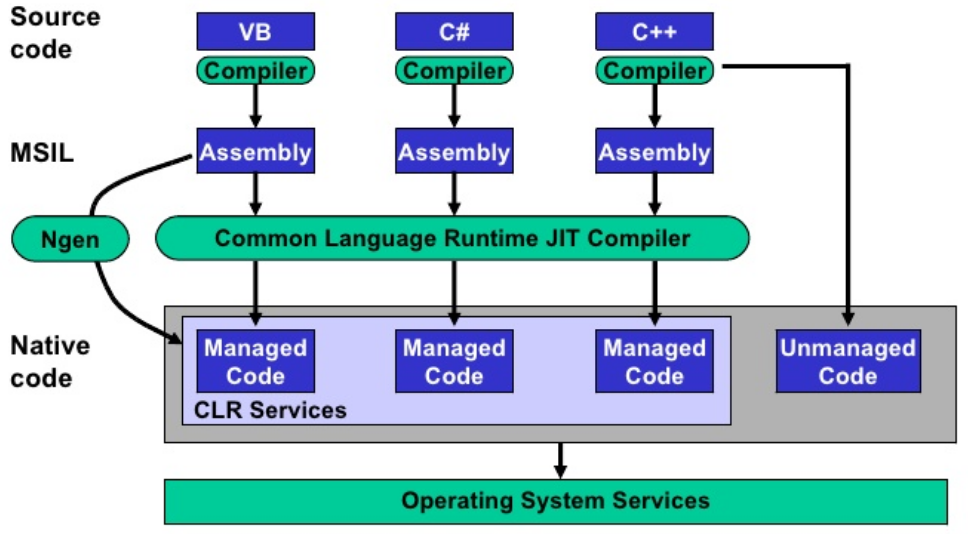 Source
code
VB
C#
C++
Compiler
Compiler
Compiler
MSIL
Assembly
Assembly
Assembly
Ngen
Common Language Runtime JIT Compiler
Native
code
Managed
Code
Managed
Code
Managed
Code
Unmanaged
Code
CLR Services
Operating System Services